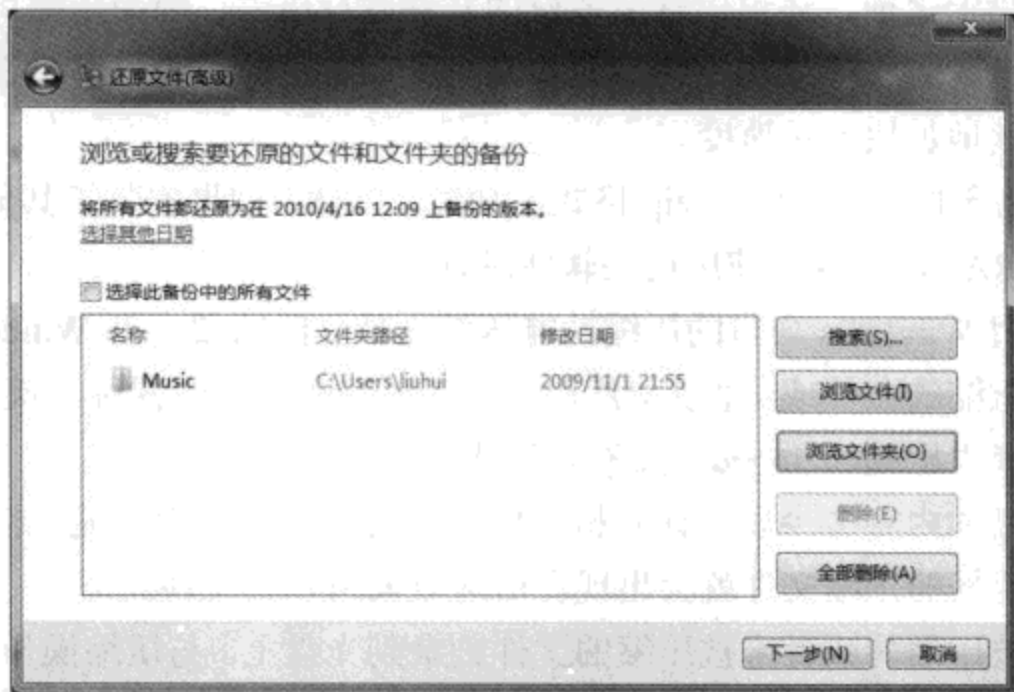 还原文件(高级)
浏览或搜索要还原的文件和文件夹的备份
将所有文件都还原为在 2010/4/16 12:09 上备份的版本。
选择其他日期
选择此备份中的所有文件
名称 文件夹路径 修改日期
Music C:\Users\liuhui 2009/11/1 21:55
搜索(S)...
浏览文件(I)
浏览文件夹(O)
删除(E)
全部删除(A)
下一步(N) 取消